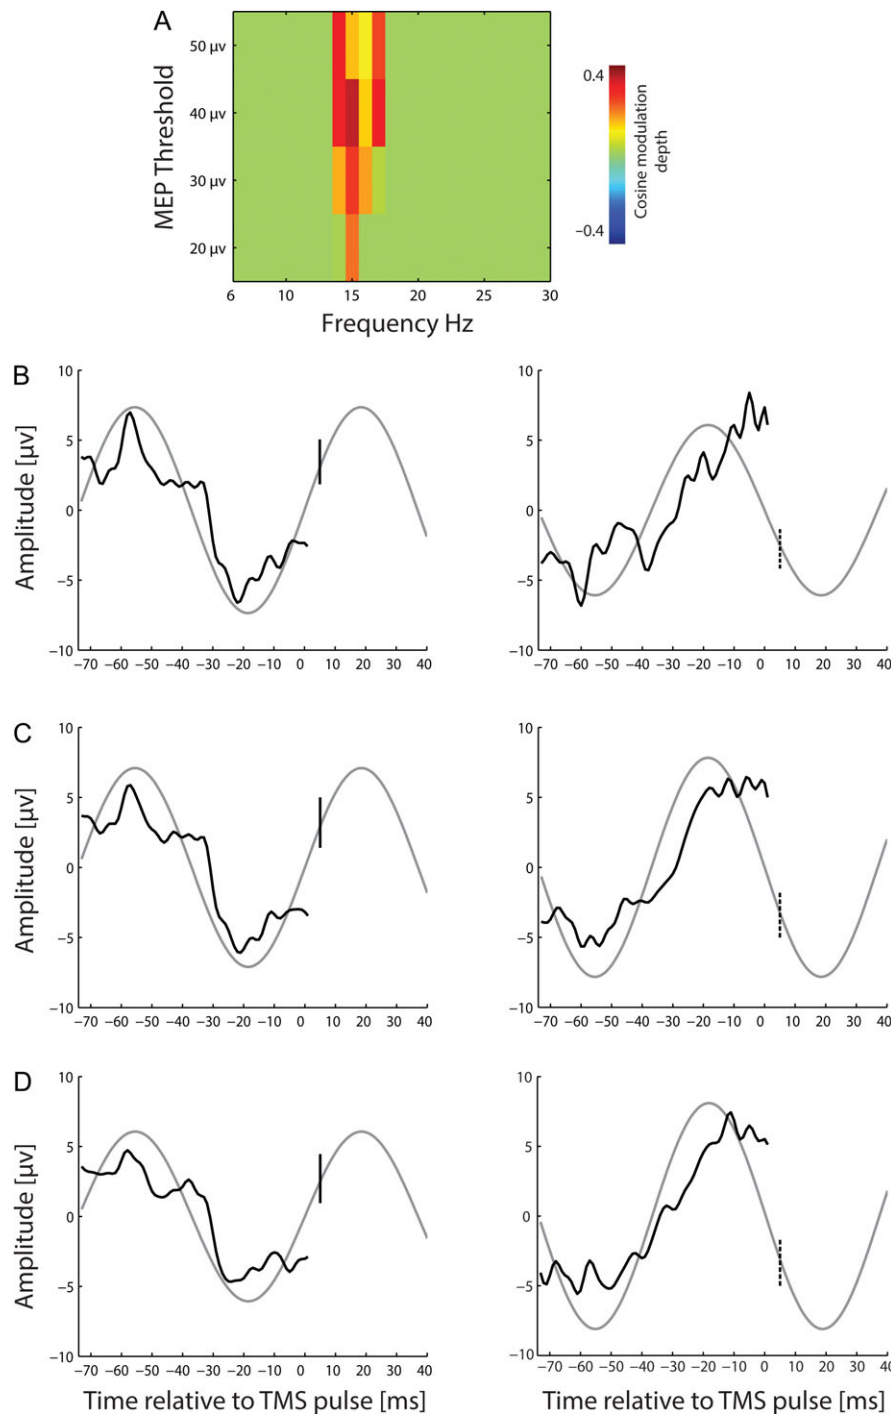 A
MEP Threshold
50 μv
40 μv
30 μv
20 μv
6 10 15 20 25 30
Frequency Hz
0.4
−0.4
Cosine modulation
depth
B
Amplitude [μv]
10
5
0
−5
−10
−70 −60 −50 −40 −30 −20 −10 0 10 20 30 40
10
5
0
−5
−10
−70 −60 −50 −40 −30 −20 −10 0 10 20 30 40
C
Amplitude [μv]
10
5
0
−5
−10
−70 −60 −50 −40 −30 −20 −10 0 10 20 30 40
10
5
0
−5
−10
−70 −60 −50 −40 −30 −20 −10 0 10 20 30 40
D
Amplitude [μv]
10
5
0
−5
−10
−70 −60 −50 −40 −30 −20 −10 0 10 20 30 40
Time relative to TMS pulse [ms]
10
5
0
−5
−10
−70 −60 −50 −40 −30 −20 −10 0 10 20 30 40
Time relative to TMS pulse [ms]